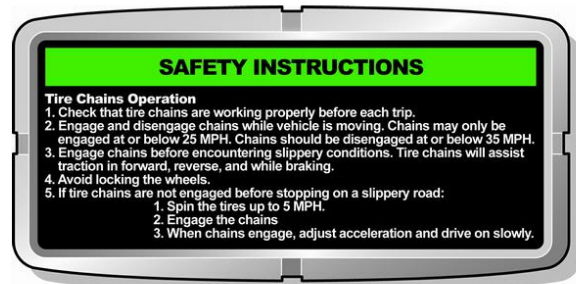 SAFETY INSTRUCTIONS
Tire Chains Operation
1. Check that tire chains are working properly before each trip.
2. Engage and disengage chains while vehicle is moving. Chains may only be
engaged at or below 25 MPH. Chains should be disengaged at or below 35 MPH.
3. Engage chains before encountering slippery conditions. Tire chains will assist
traction in forward, reverse, and while braking.
4. Avoid locking the wheels.
5. If tire chains are not engaged before stopping on a slippery road:
1. Spin the tires up to 5 MPH.
2. Engage the chains
3. When chains engage, adjust acceleration and drive on slowly.